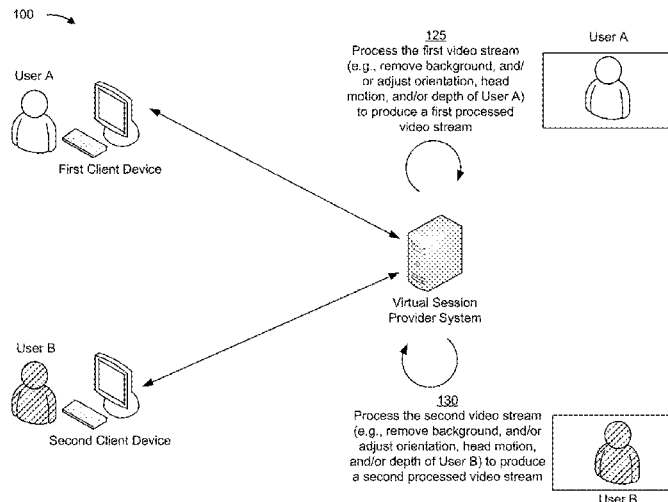 100
User A
First Client Device
125
Process the first video stream
(e.g., remove background, and/
or adjust orientation, head
motion, and/or depth of User A)
to produce a first processed
video stream
User A
Virtual Session
Provider System
User B
Second Client Device
130
Process the second video stream
(e.g., remove background, and/or
adjust orientation, head motion,
and/or depth of User B) to produce
a second processed video stream
User B